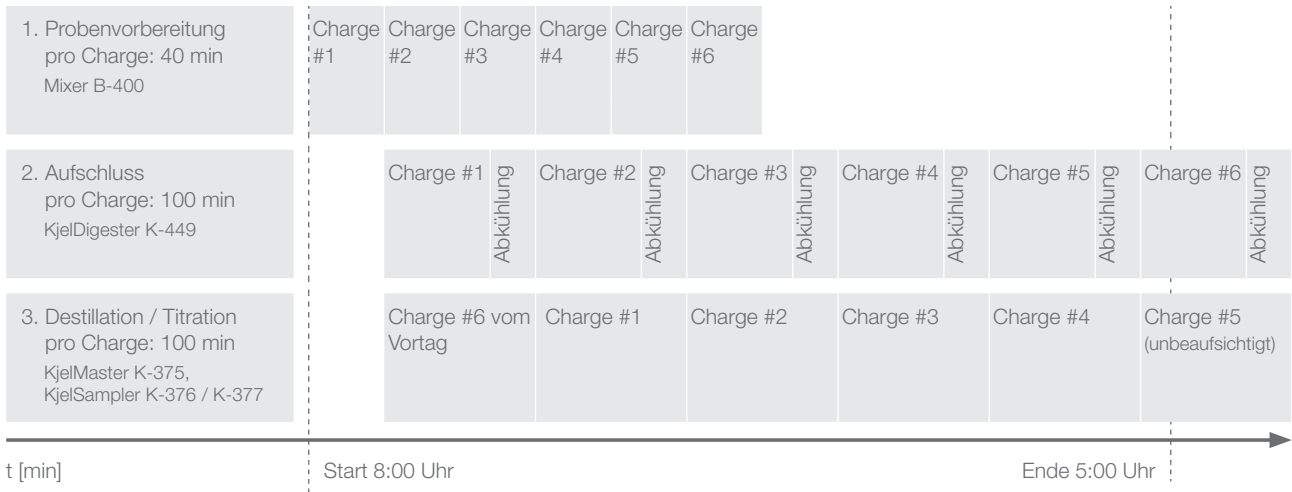 1. Probenvorbereitung
pro Charge: 40 min
Mixer B-400
Charge #1
Charge #2
Charge #3
Charge #4
Charge #5
Charge #6
2. Aufschluss
pro Charge: 100 min
KjelDigester K-449
Charge #1
Abkühlung
Charge #2
Abkühlung
Charge #3
Abkühlung
Charge #4
Abkühlung
Charge #5
Abkühlung
Charge #6
Abkühlung
3. Destillation / Titration
pro Charge: 100 min
KjelMaster K-375,
KjelSampler K-376 / K-377
Charge #6 vom
Vortag
Charge #1
Charge #2
Charge #3
Charge #4
Charge #5
(unbeaufsichtigt)
t [min]
Start 8:00 Uhr
Ende 5:00 Uhr